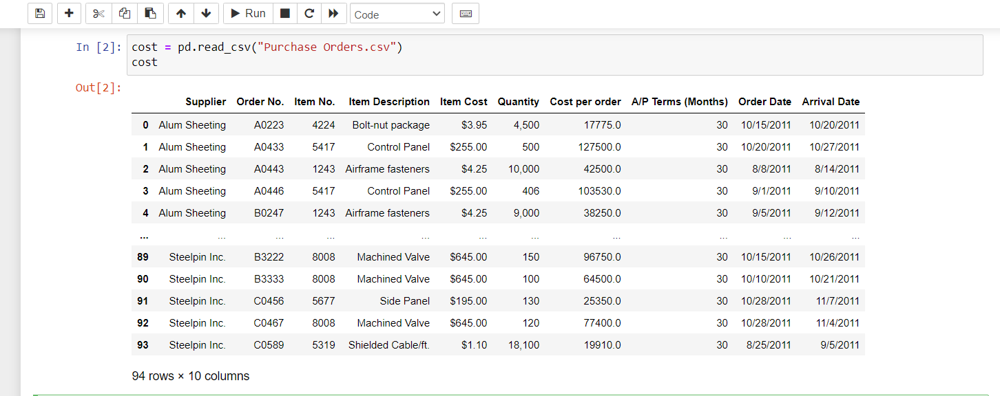 Run Code
In [2]: cost = pd.read_csv("Purchase Orders.csv")
cost
Out[2]:
Supplier Order No. Item No. Item Description Item Cost Quantity Cost per order A/P Terms (Months) Order Date Arrival Date
0 Alum Sheeting A0223 4224 Bolt-nut package $3.95 4,500 17775.0 30 10/15/2011 10/20/2011
1 Alum Sheeting A0433 5417 Control Panel $255.00 500 127500.0 30 10/20/2011 10/27/2011
2 Alum Sheeting A0443 1243 Airframe fasteners $4.25 10,000 42500.0 30 8/8/2011 8/14/2011
3 Alum Sheeting A0446 5417 Control Panel $255.00 406 103530.0 30 9/1/2011 9/10/2011
4 Alum Sheeting B0247 1243 Airframe fasteners $4.25 9,000 38250.0 30 9/5/2011 9/12/2011
... ... ... ... ... ... ... ... ... ... ...
89 Steelpin Inc. B3222 8008 Machined Valve $645.00 150 96750.0 30 10/15/2011 10/26/2011
90 Steelpin Inc. B3333 8008 Machined Valve $645.00 100 64500.0 30 10/10/2011 10/21/2011
91 Steelpin Inc. C0456 5677 Side Panel $195.00 130 25350.0 30 10/28/2011 11/7/2011
92 Steelpin Inc. C0467 8008 Machined Valve $645.00 120 77400.0 30 10/28/2011 11/4/2011
93 Steelpin Inc. C0589 5319 Shielded Cable/ft. $1.10 18,100 19910.0 30 8/25/2011 9/5/2011
94 rows × 10 columns